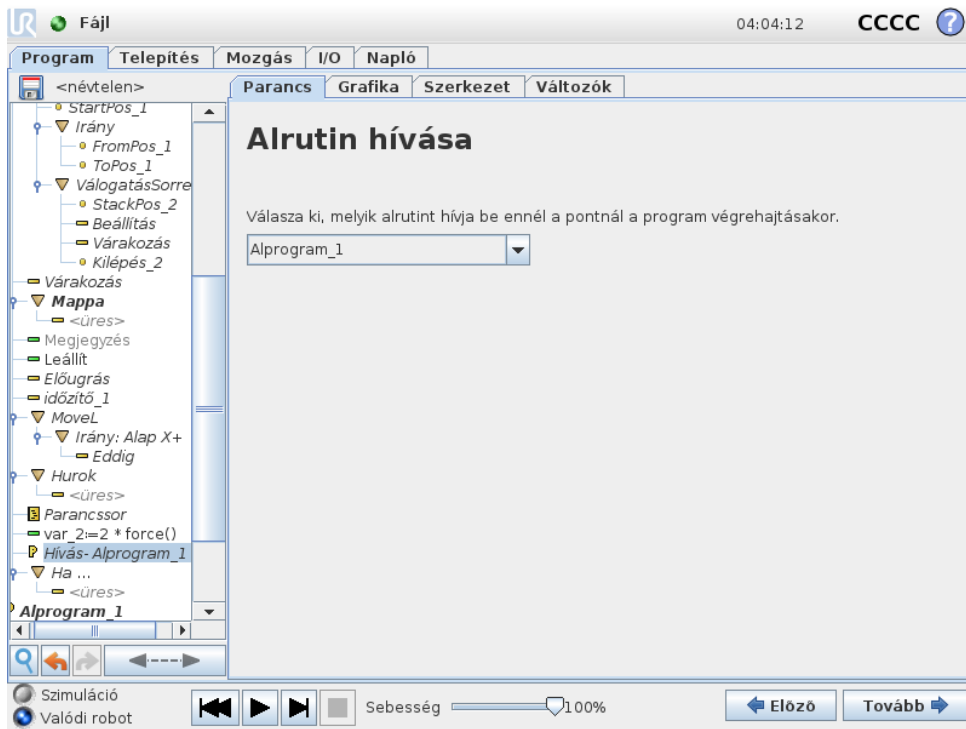 Fájl 04:04:12 CCCC ?
Program Telepítés Mozgás I/O Napló
<névtelen>
Parancs Grafika Szerkezet Változók
StartPos_1
Irány
FromPos_1
ToPos_1
VálogatásSorre
StackPos_2
Beállítás
Várakozás
Kilépés_2
Várakozás
Mappa
<üres>
Megjegyzés
Leállít
Előugrás
időzítő_1
MoveL
Irány: Alap X+
Eddig
Hurok
<üres>
Parancssor
var_2≔2 * force()
Hívás- Alprogram_1
Ha ...
<üres>
Alprogram_1
Alrutin hívása
Válasza ki, melyik alrutint hívja be ennél a pontnál a program végrehajtásakor.
Alprogram_1
Szimuláció
Valódi robot
Sebesség 100%
Előző Tovább